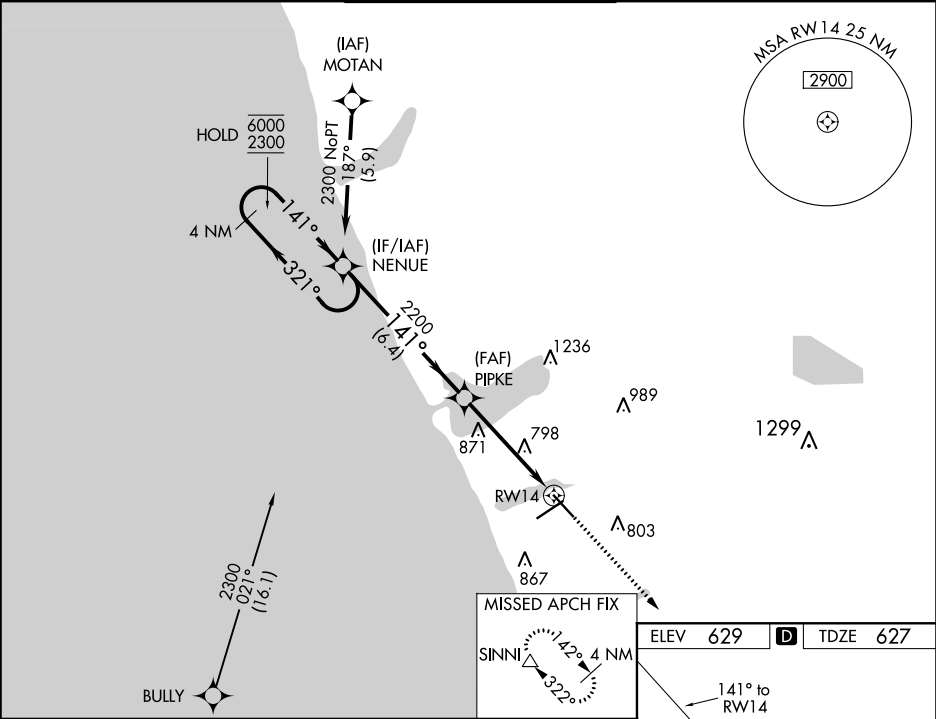 (IAF)
MOTAN
MSA RW14 25 NM
2900
HOLD 6000
2300
2300 NoPT
187°
(5.9)
4 NM
141°
321°
(IF/IAF)
NENUE
2200
141°
(6.4)
(FAF)
PIPKE
1236
989
1299
871
798
RW14
803
867
2300
021°
(16.1)
BULLY
MISSED APCH FIX
SINNI
142°
4 NM
322°
ELEV 629 D TDZE 627
141° to
RW14